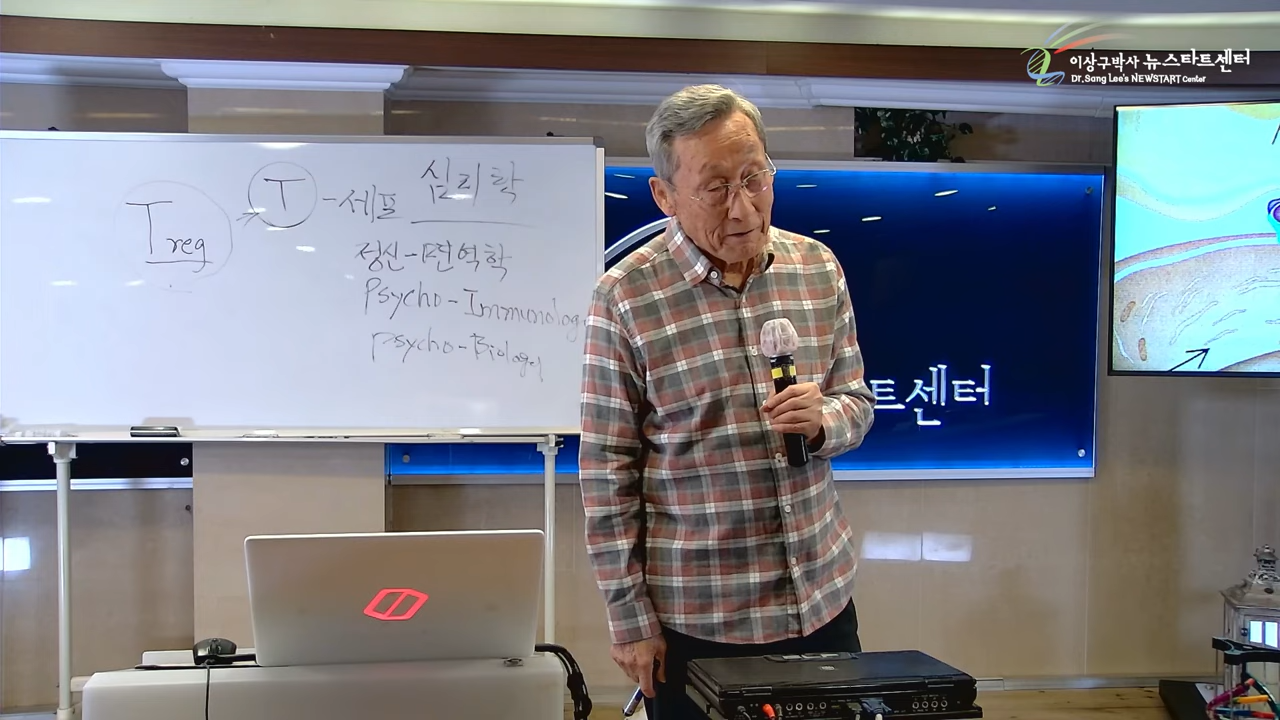 이상구박사 뉴스타트센터
Dr. Sang Lee's NEWSTART Center
Treg
T - 세포 심리학
정신-면역학
Psycho-Immunology
Psycho-Biology
트센터